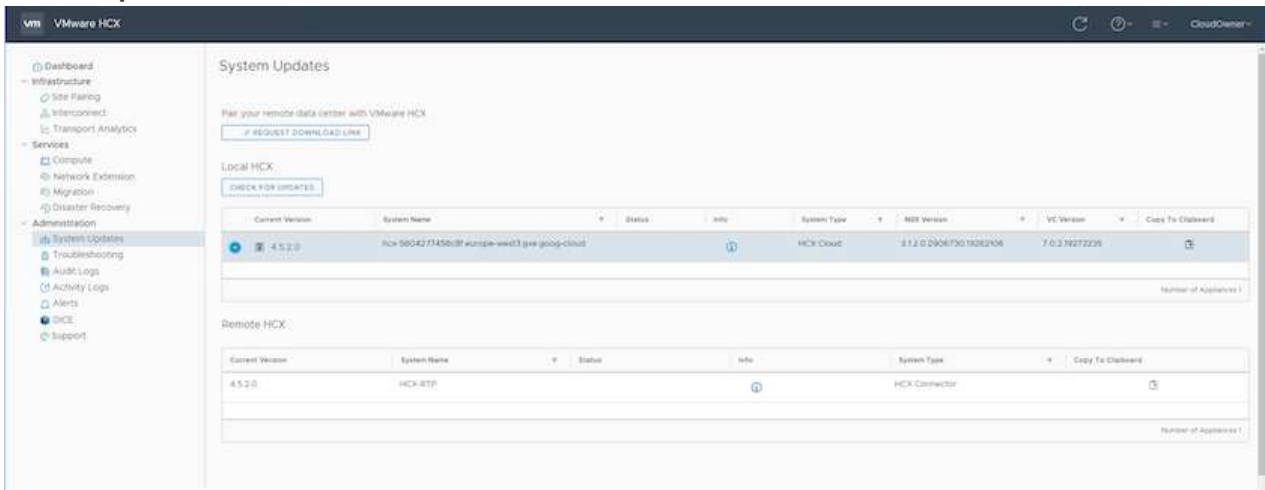 vm VMware HCX CloudOwner
Dashboard
Infrastructure
Site Pairing
Interconnect
Transport Analytics
Services
Compute
Network Extension
Migration
Disaster Recovery
Administration
System Updates
Troubleshooting
Audit Logs
Activity Logs
Alerts
DICE
Support
System Updates
Pair your remote data center with VMware HCX
REQUEST DOWNLOAD LINK
Local HCX
CHECK FOR UPDATES
Current Version System Name Status Info System Type NSX Version VC Version Copy To Clipboard
4.5.2.0 HCX Cloud
Number of Appliances 1
Remote HCX
Current Version System Name Status Info System Type Copy To Clipboard
4.5.2.0 HCX-RTP HCX Connector
Number of Appliances 1